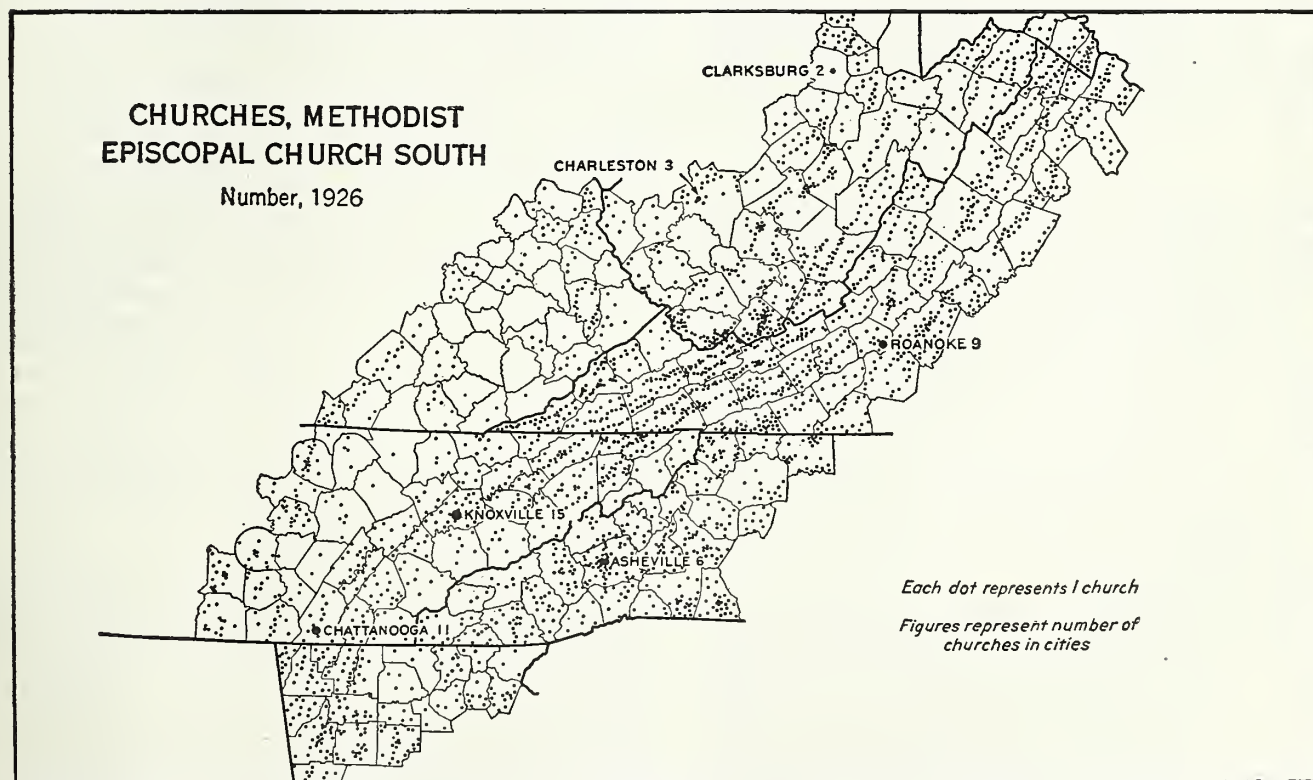 CHURCHES, METHODIST
EPISCOPAL CHURCH SOUTH
Number, 1926
CLARKSBURG 2
CHARLESTON 3
ROANOKE 9
KNOXVILLE 15
ASHEVILLE 6
CHATTANOOGA 11
Each dot represents 1 church
Figures represent number of
churches in cities